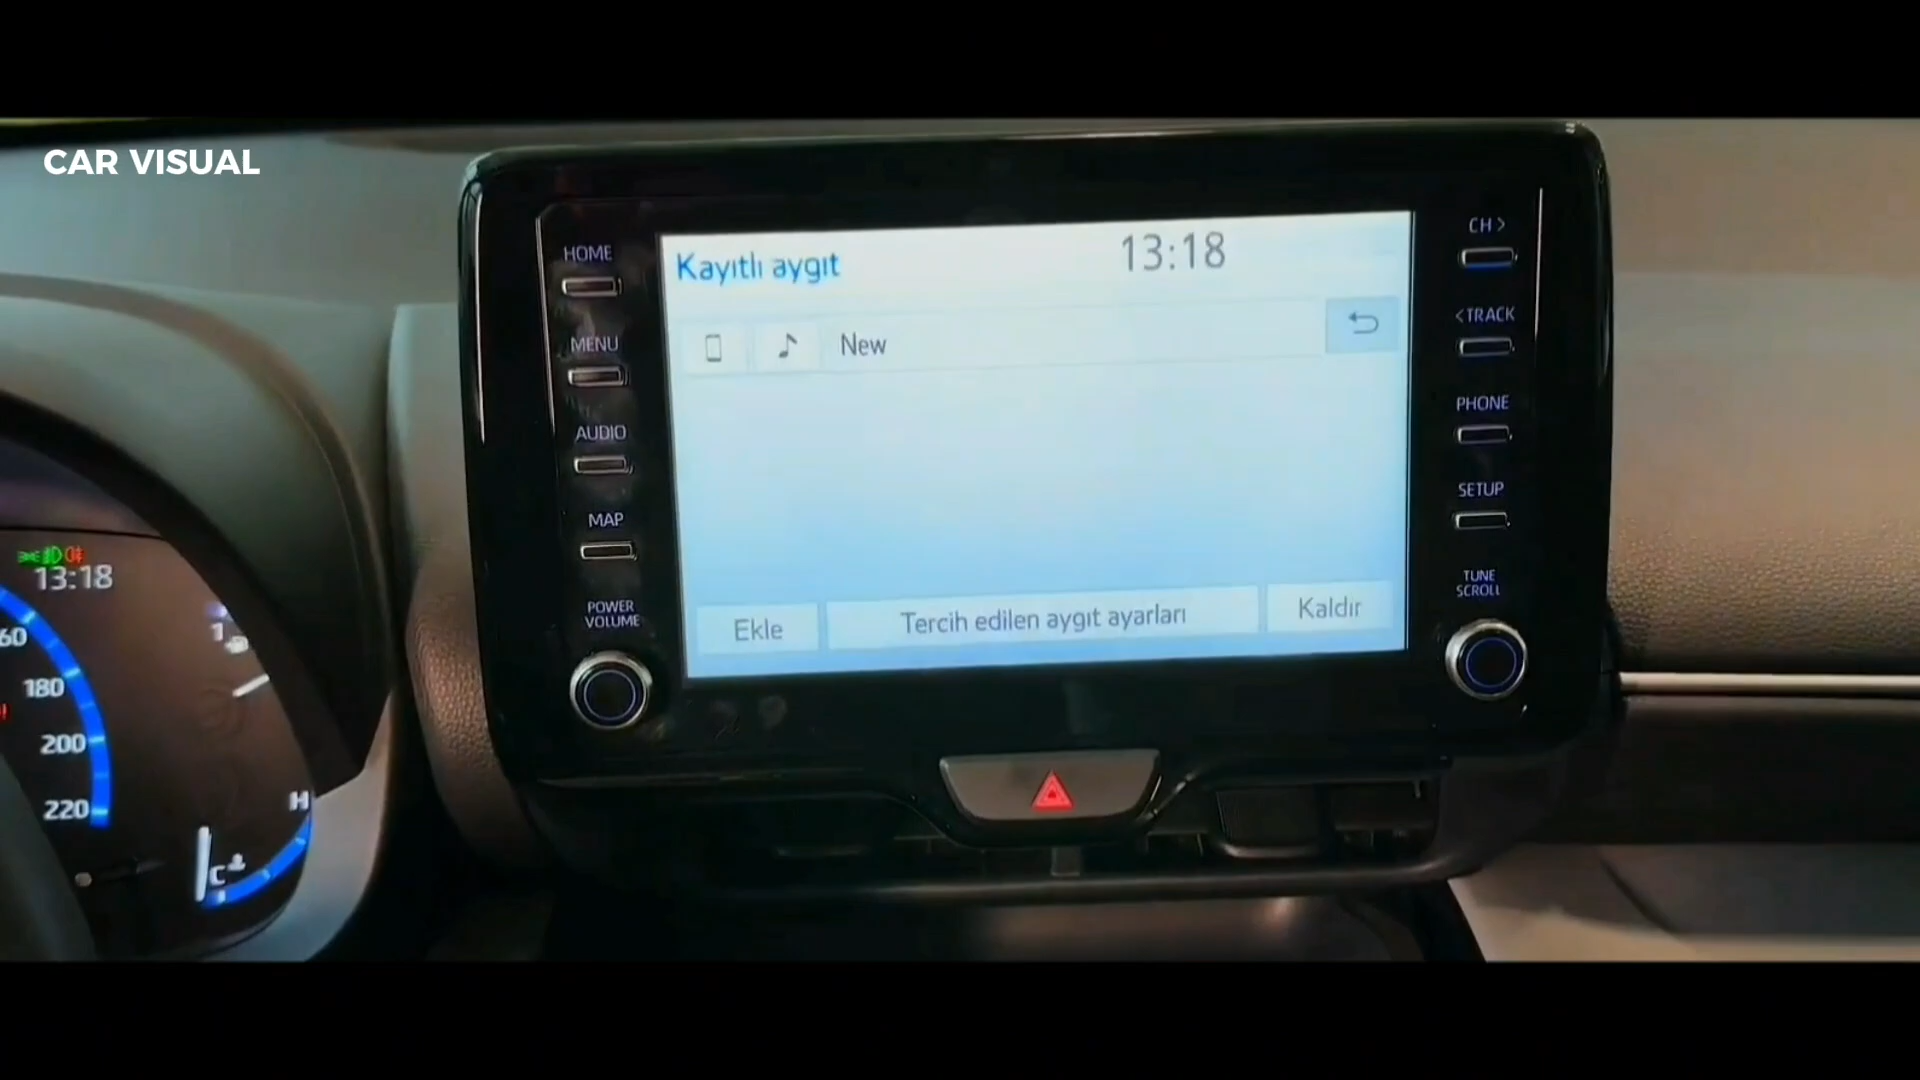 CAR VISUAL
HOME
MENU
AUDIO
MAP
POWER
VOLUME
Kayıtlı aygıt
13:18
New
Ekle
Tercih edilen aygıt ayarları
Kaldır
CH >
< TRACK
PHONE
SETUP
TUNE
SCROLL
13:18
180
200
220
1
H
C